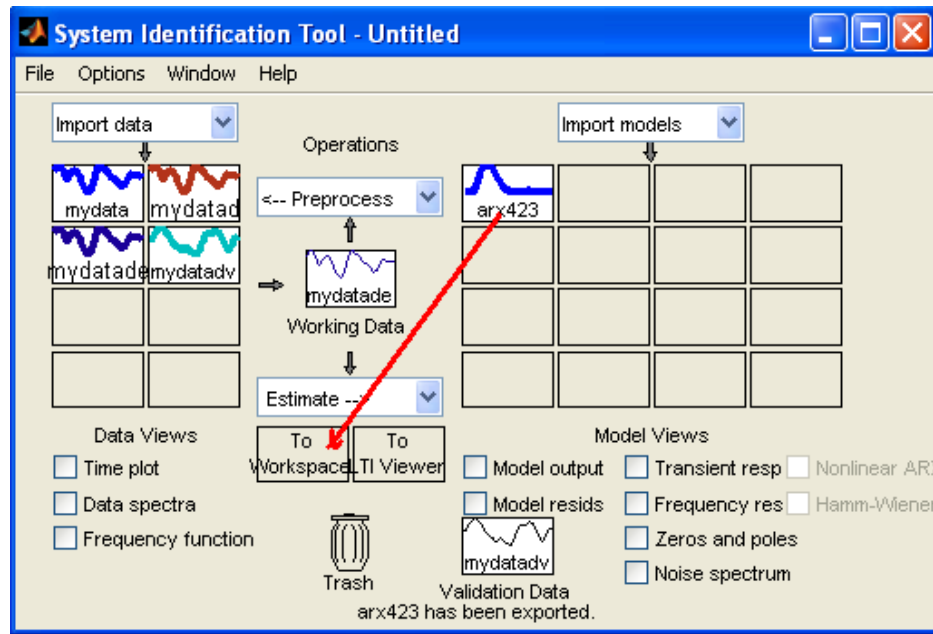 System Identification Tool - Untitled
File Options Window Help
Import data
Import models
Operations
mydata
mydatad
<-- Preprocess
arx423
mydatade
mydatadv
mydatade
Working Data
Estimate -->
Data Views
To Workspace
To LTI Viewer
Model Views
Time plot
Model output
Transient resp
Nonlinear ARX
Data spectra
Model resids
Frequency resp
Hamm-Wiener
Frequency function
Zeros and poles
mydatadv
Noise spectrum
Trash
Validation Data
arx423 has been exported.